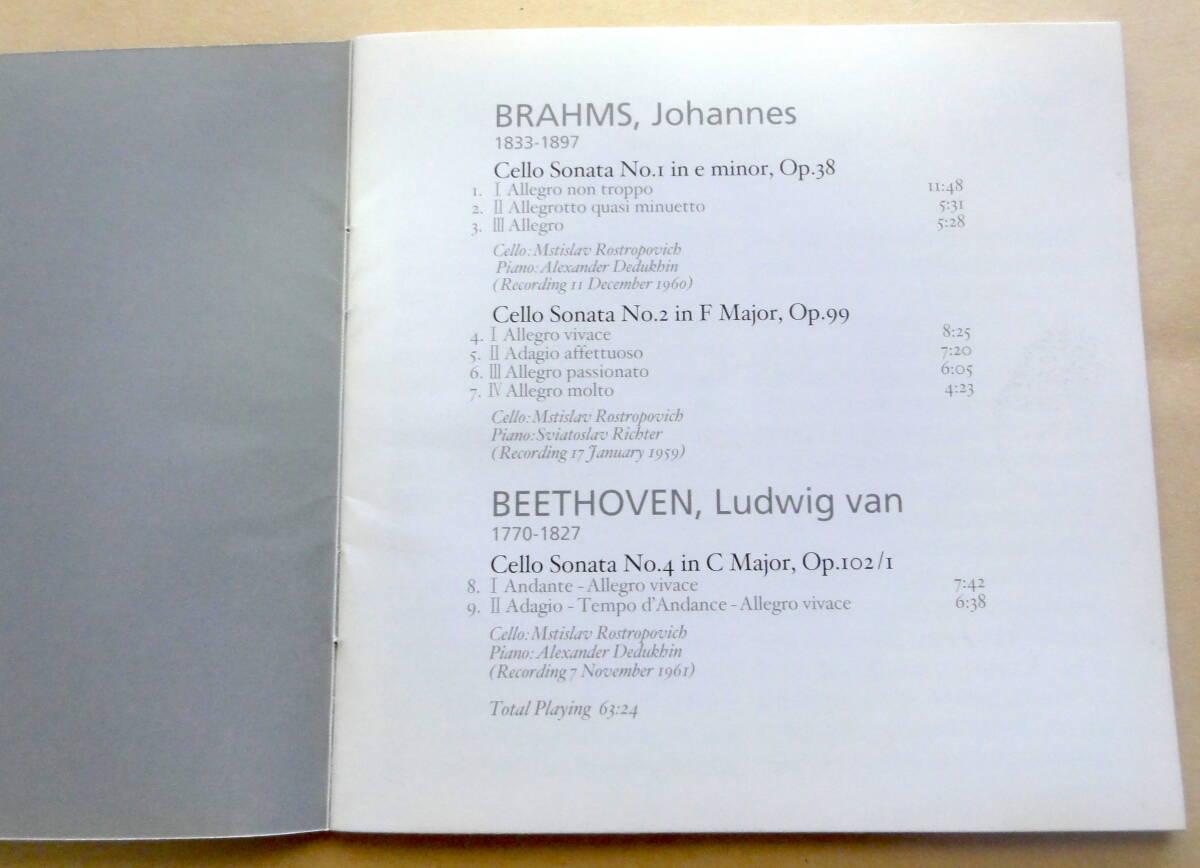 BRAHMS, Johannes
1833-1897
Cello Sonata No.1 in e minor, Op.38
1. I Allegro non troppo 11:48
2. II Allegrotto quasi minuetto 5:31
3. III Allegro 5:28
Cello: Mstislav Rostropovich
Piano: Alexander Dedukhin
(Recording 11 December 1960)
Cello Sonata No.2 in F Major, Op.99
4. I Allegro vivace 8:25
5. II Adagio affettuoso 7:20
6. III Allegro passionato 6:05
7. IV Allegro molto 4:23
Cello: Mstislav Rostropovich
Piano: Sviatoslav Richter
(Recording 17 January 1959)
BEETHOVEN, Ludwig van
1770-1827
Cello Sonata No.4 in C Major, Op.102/1
8. I Andante - Allegro vivace 7:42
9. II Adagio - Tempo d'Andance - Allegro vivace 6:38
Cello: Mstislav Rostropovich
Piano: Alexander Dedukhin
(Recording 7 November 1961)
Total Playing 63:24